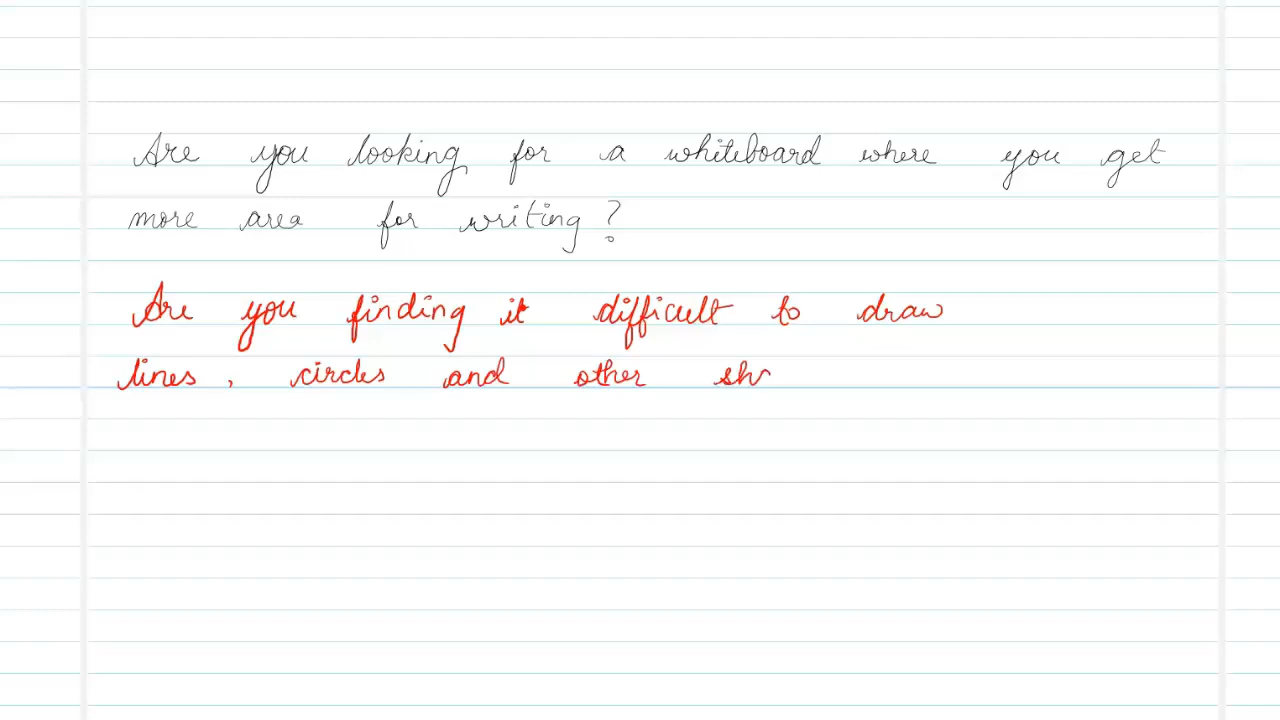 Are you looking for a whiteboard where you get
more area for writing?
Are you finding it difficult to draw
lines, circles and other sh